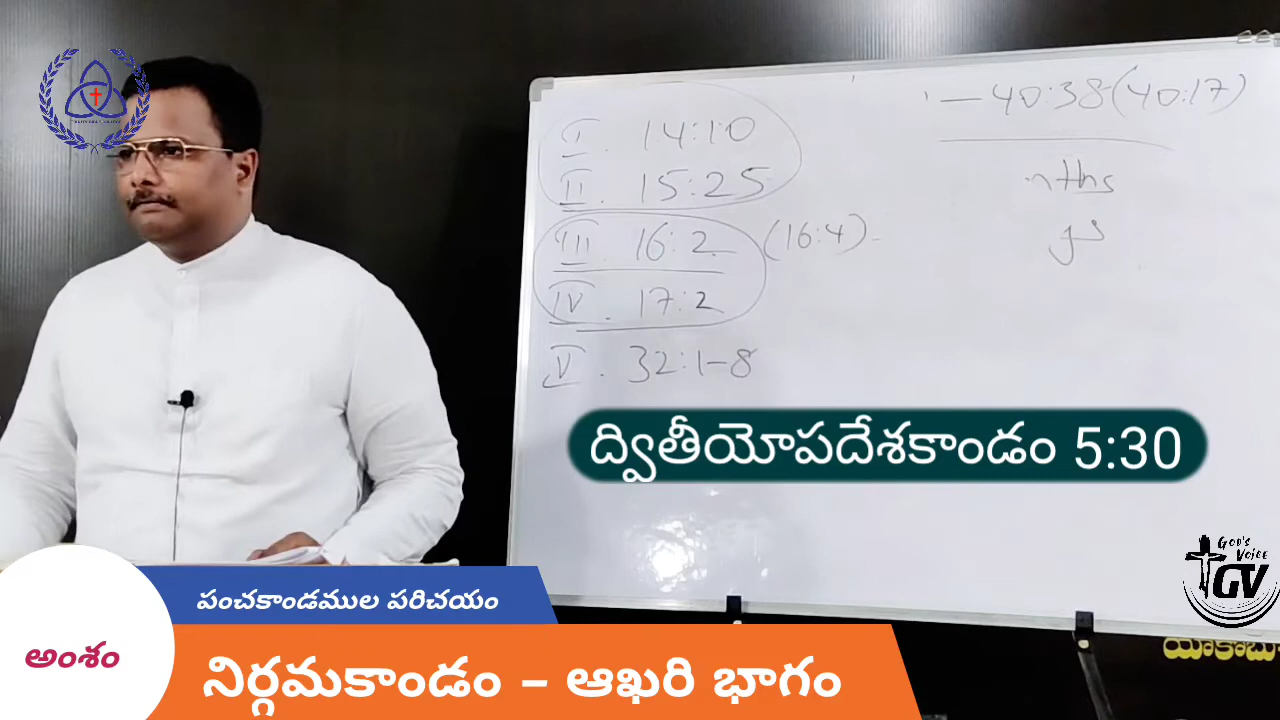 — 40:38 (40:17)
I. 14:10
II. 15:25
III. 16:2 (16:4)
IV. 17:2
V. 32:1-8
nths
ద్వితీయోపదేశకాండం 5:30
GOD'S
VOICE
GV
పంచకాండముల పరిచయం
అంశం
నిర్గమకాండం - ఆఖరి భాగం
యాకోబు